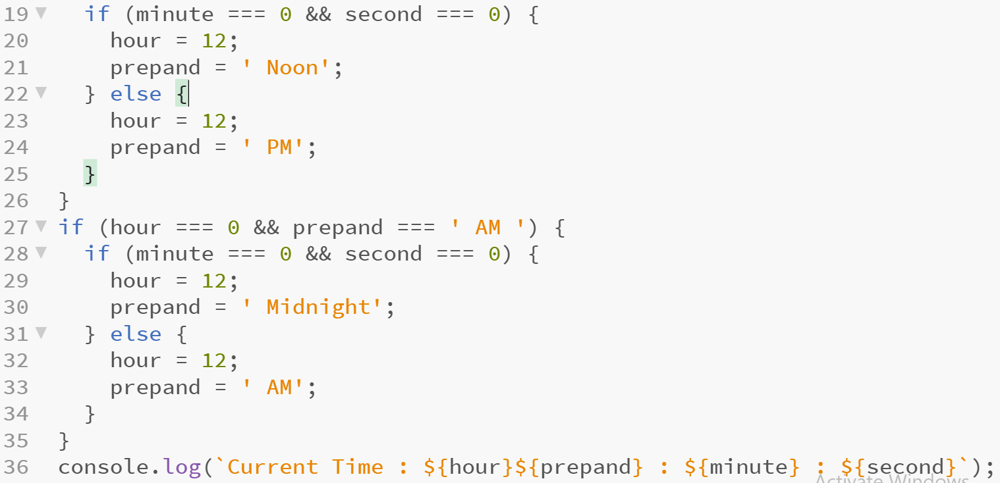 19 if (minute === 0 && second === 0) {
20 hour = 12;
21 prepand = ' Noon';
22 } else {
23 hour = 12;
24 prepand = ' PM';
25 }
26 }
27 if (hour === 0 && prepand === ' AM ') {
28 if (minute === 0 && second === 0) {
29 hour = 12;
30 prepand = ' Midnight';
31 } else {
32 hour = 12;
33 prepand = ' AM';
34 }
35 }
36 console.log(`Current Time : ${hour}${prepand} : ${minute} : ${second}`);
Activate Windows